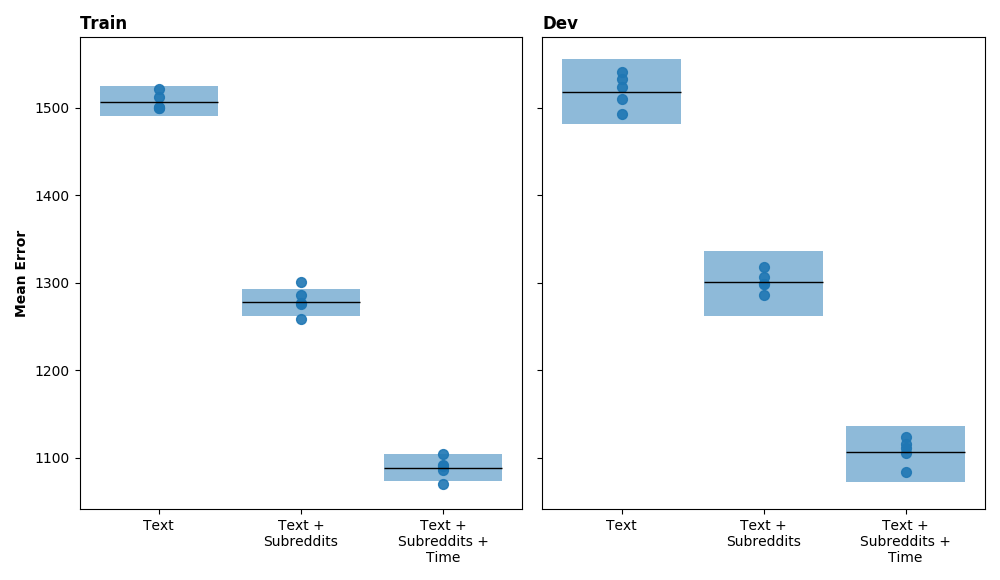 Train
Dev
Mean Error
1500
1400
1300
1200
1100
Text
Text +
Subreddits
Text +
Subreddits +
Time
Text
Text +
Subreddits
Text +
Subreddits +
Time